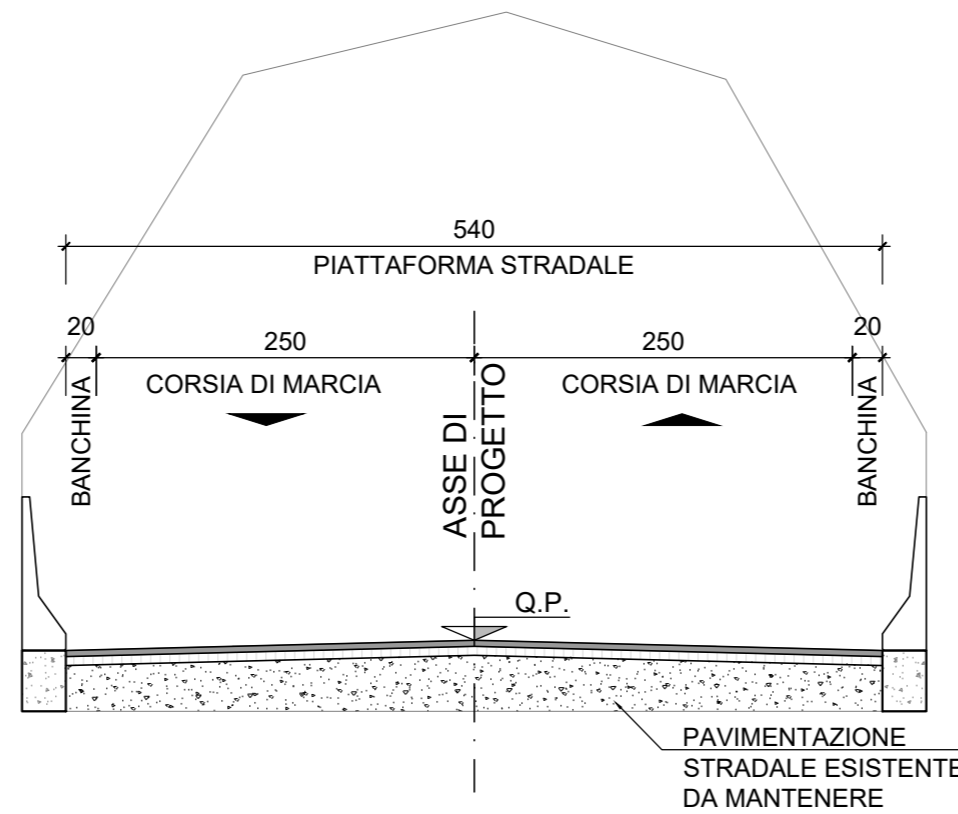 540
PIATTAFORMA STRADALE
20
250
250
20
CORSIA DI MARCIA
CORSIA DI MARCIA
BANCHINA
ASSE DI
PROGETTO
BANCHINA
Q.P.
PAVIMENTAZIONE
STRADALE ESISTENTE
DA MANTENERE